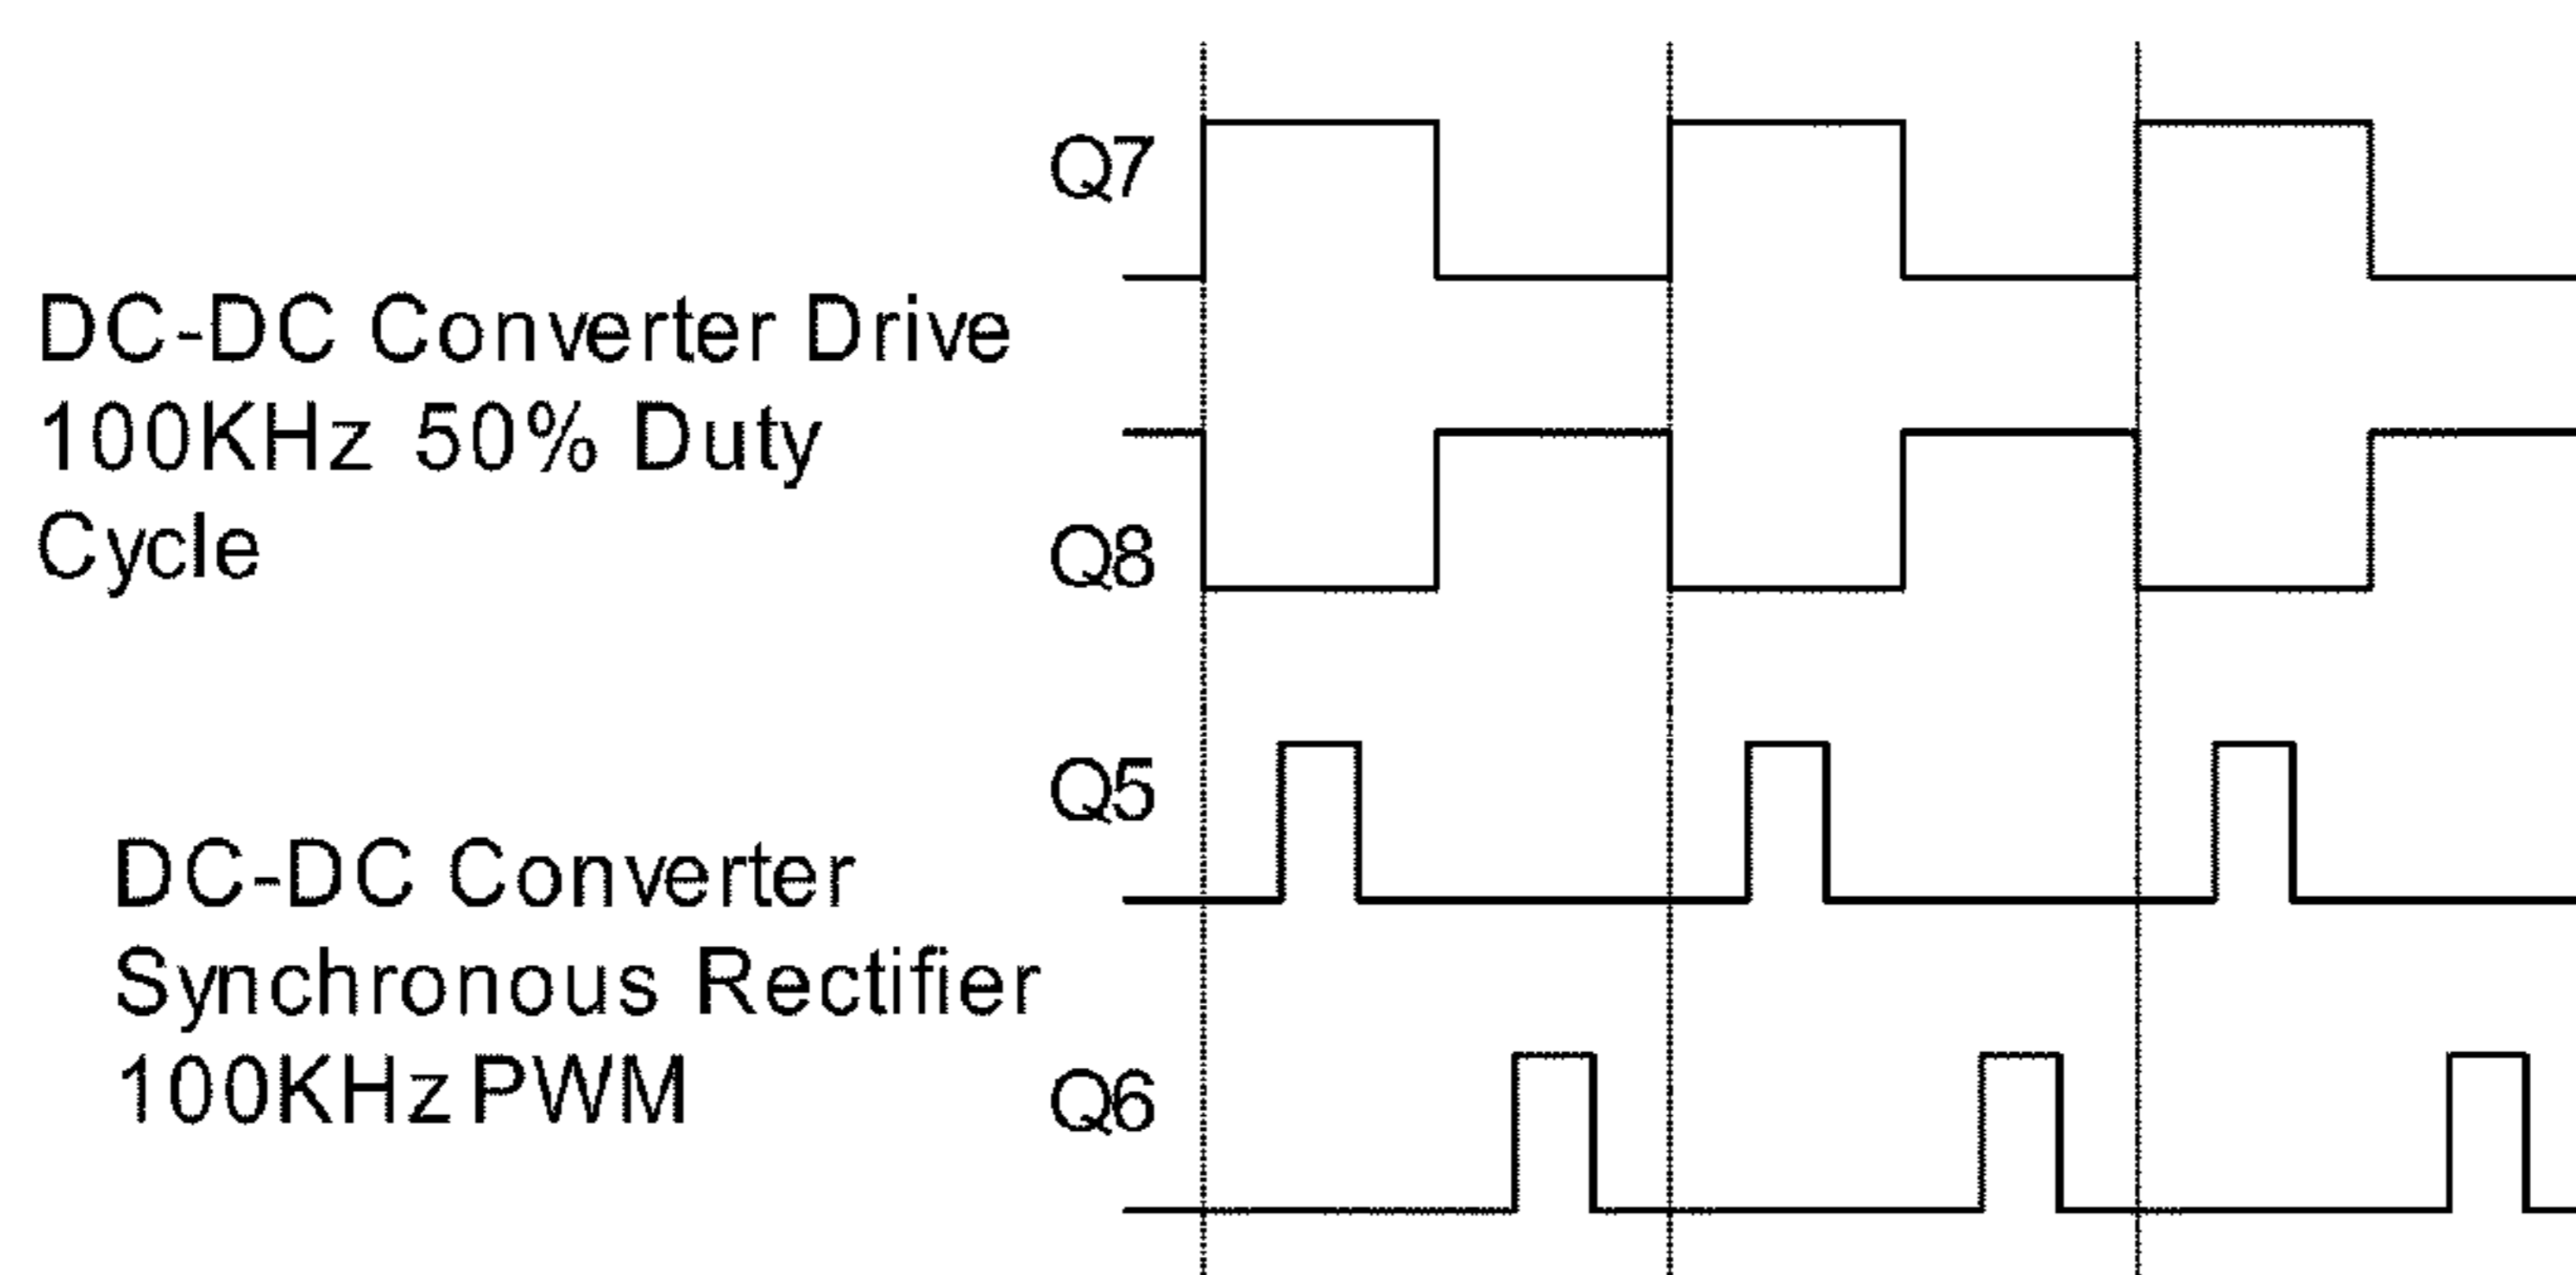 Q7
DC-DC Converter Drive
100KHz 50% Duty
Cycle
Q8
Q5
DC-DC Converter
Synchronous Rectifier
100KHz PWM
Q6